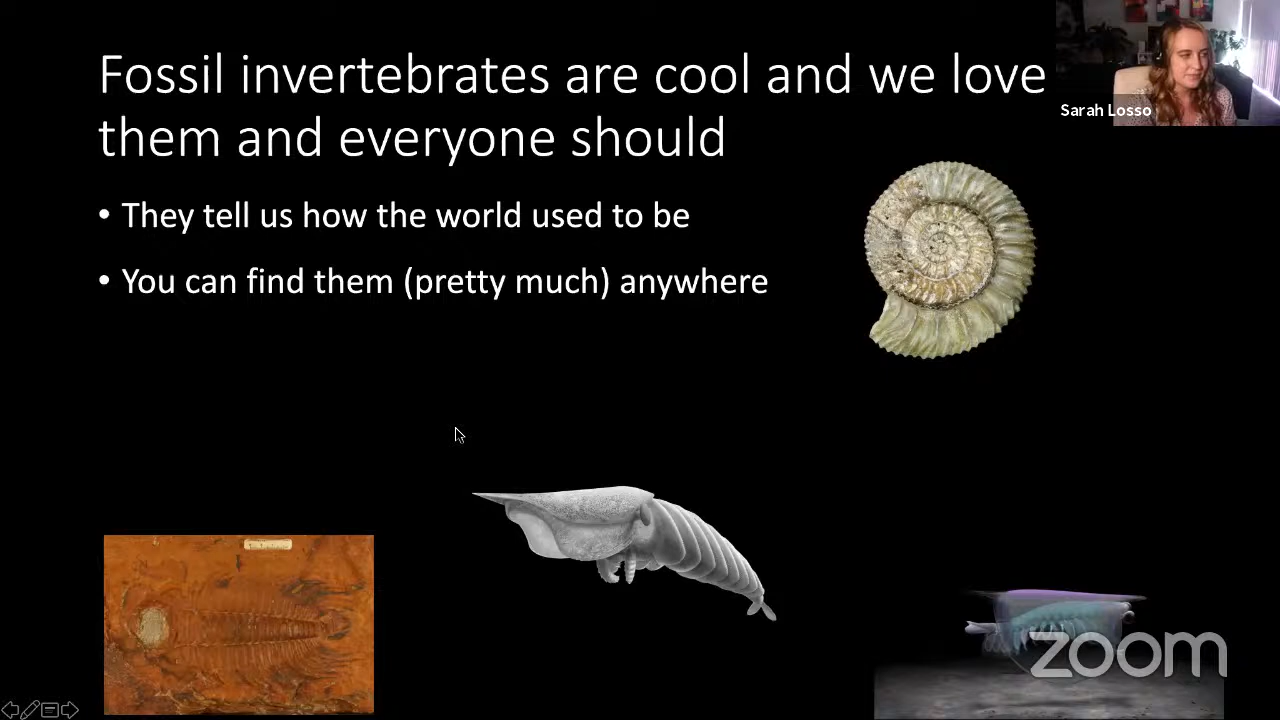 Fossil invertebrates are cool and we love
them and everyone should
Sarah Losso
• They tell us how the world used to be
• You can find them (pretty much) anywhere
zoom